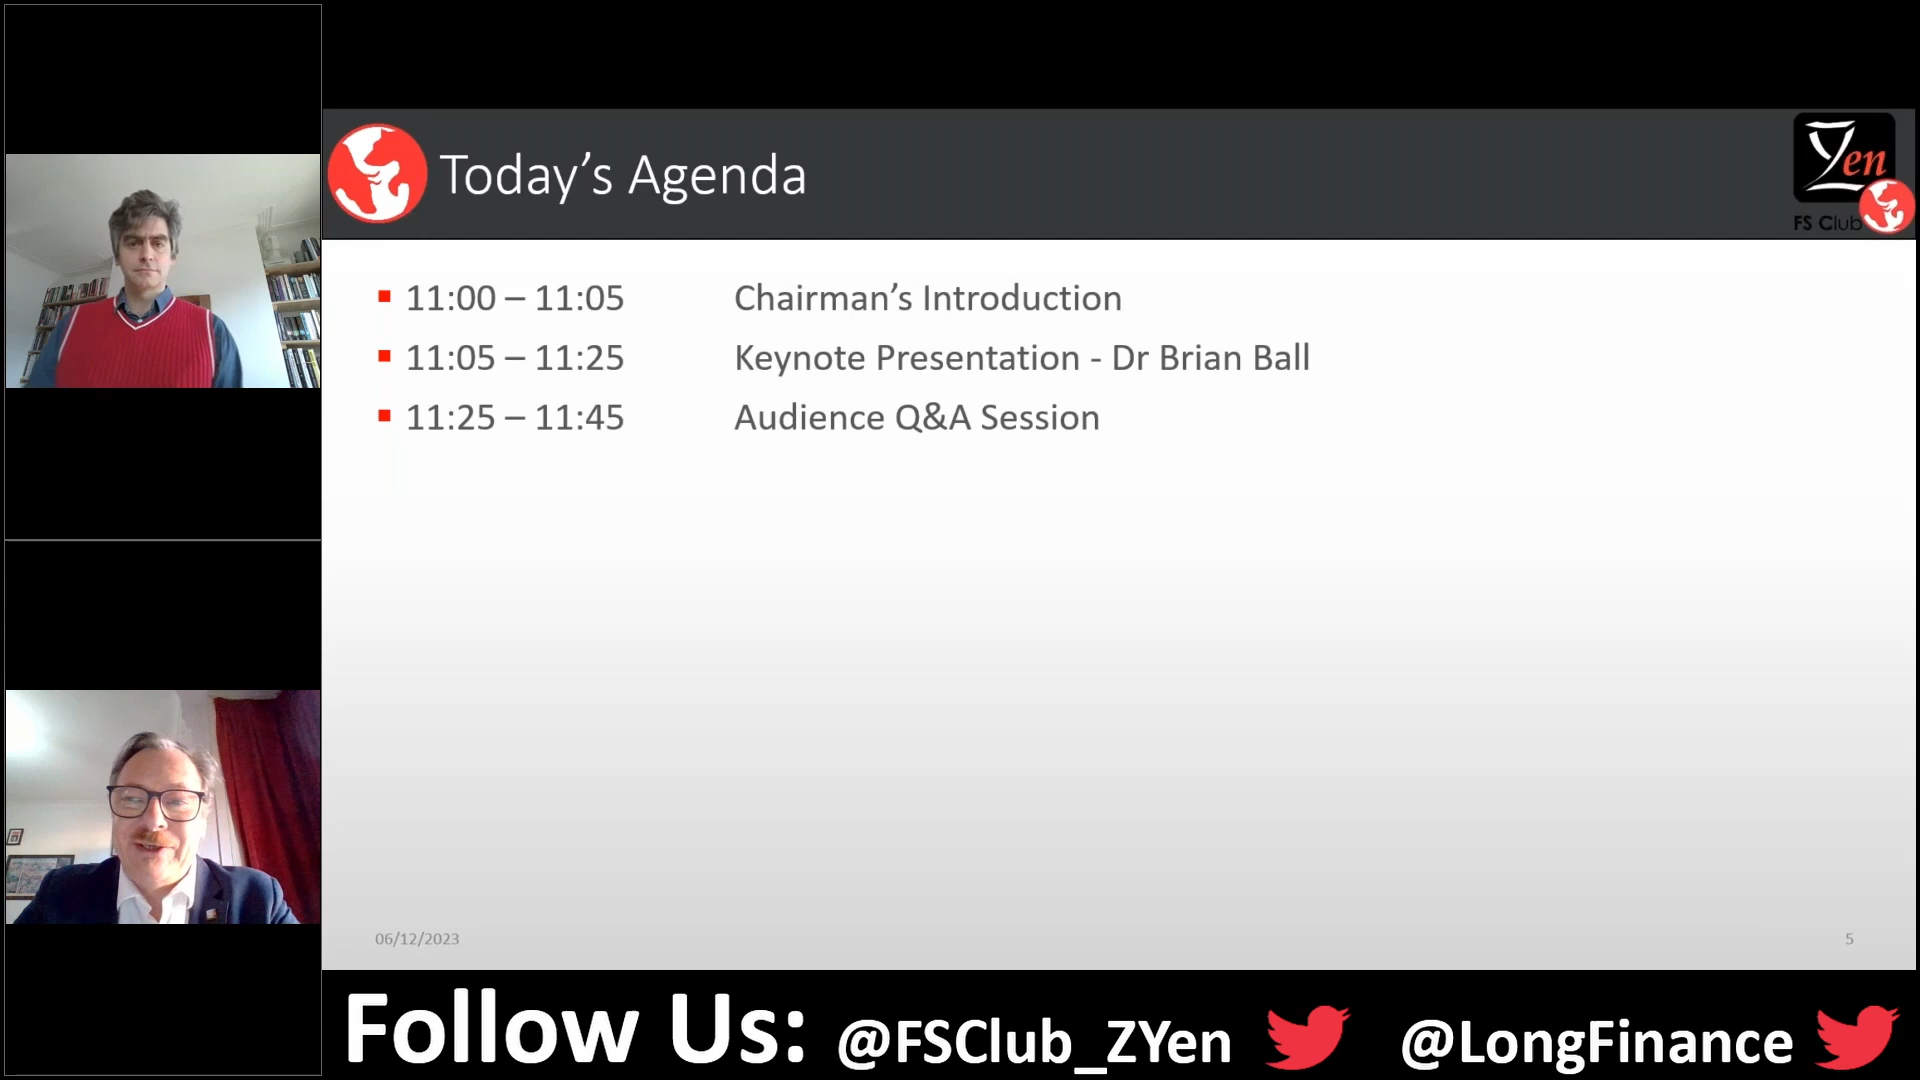 Today’s Agenda
Zen
FS Club
11:00 – 11:05 Chairman’s Introduction
11:05 – 11:25 Keynote Presentation - Dr Brian Ball
11:25 – 11:45 Audience Q&A Session
06/12/2023
5
Follow Us: @FSClub_ZYen @LongFinance